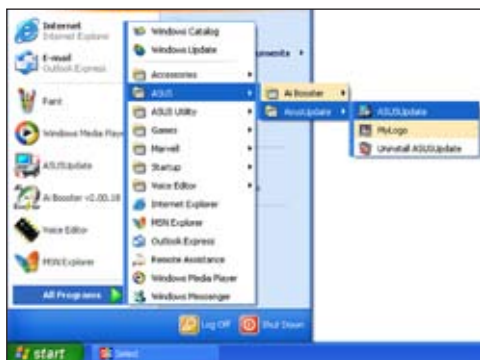 Internet
Internet Explorer
E-mail
Outlook Express
Paint
Windows Media Play
ASUSUpdate
Ai Booster v2.00.18
Voice Editor
MSN Explorer
All Programs
Windows Catalog
Windows Update
Accessories
ASUS
ASUS Utility
Games
Marvell
Startup
Voice Editor
Internet Explorer
MSN Explorer
Outlook Express
Remote Assistance
Windows Media Player
Windows Messenger
Ai Booster
AsusUpdate
ASUSUpdate
MyLogo
Uninstall ASUSUpdate
uments
Log Off
Shut Down
start